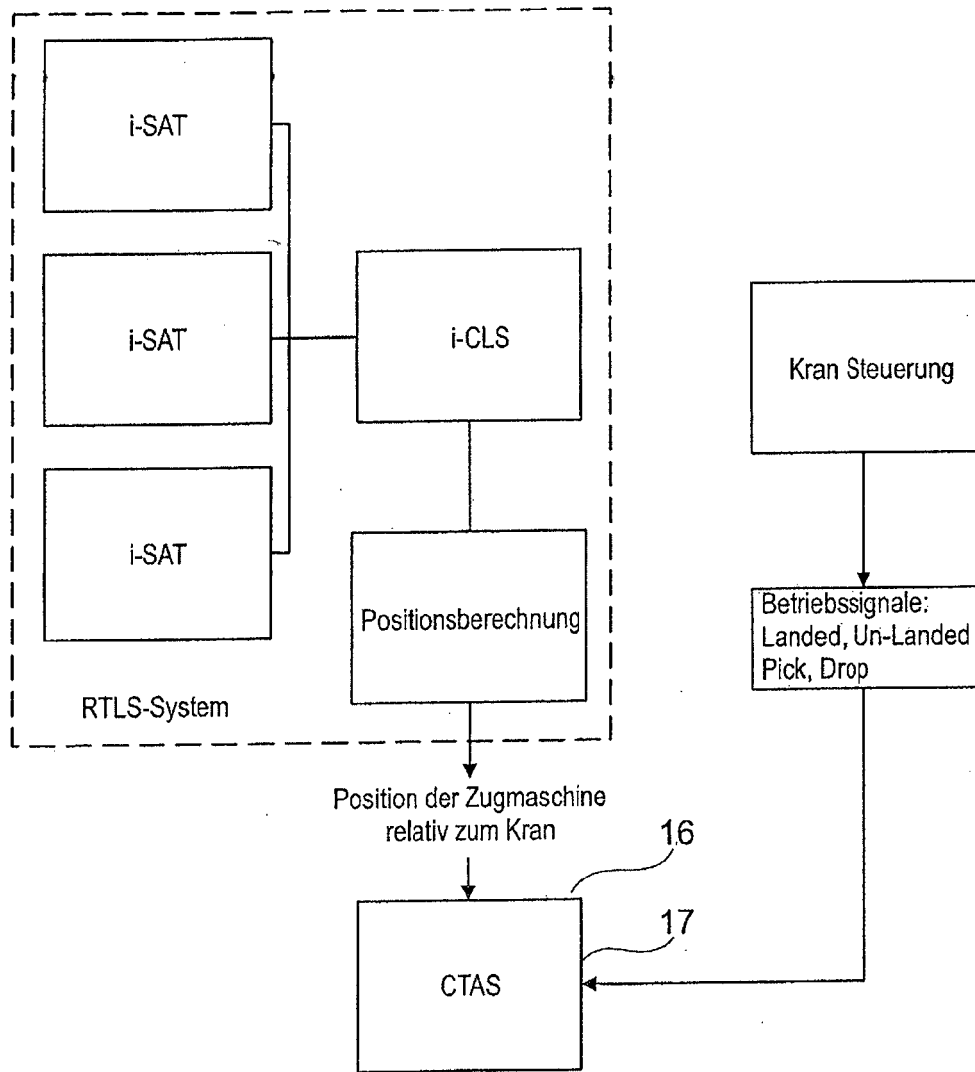 i-SAT
i-SAT
i-CLS
Kran Steuerung
i-SAT
Positionsberechnung
Betriebssignale:
Landed, Un-Landed
Pick, Drop
RTLS-System
Position der Zugmaschine
relativ zum Kran
16
17
CTAS